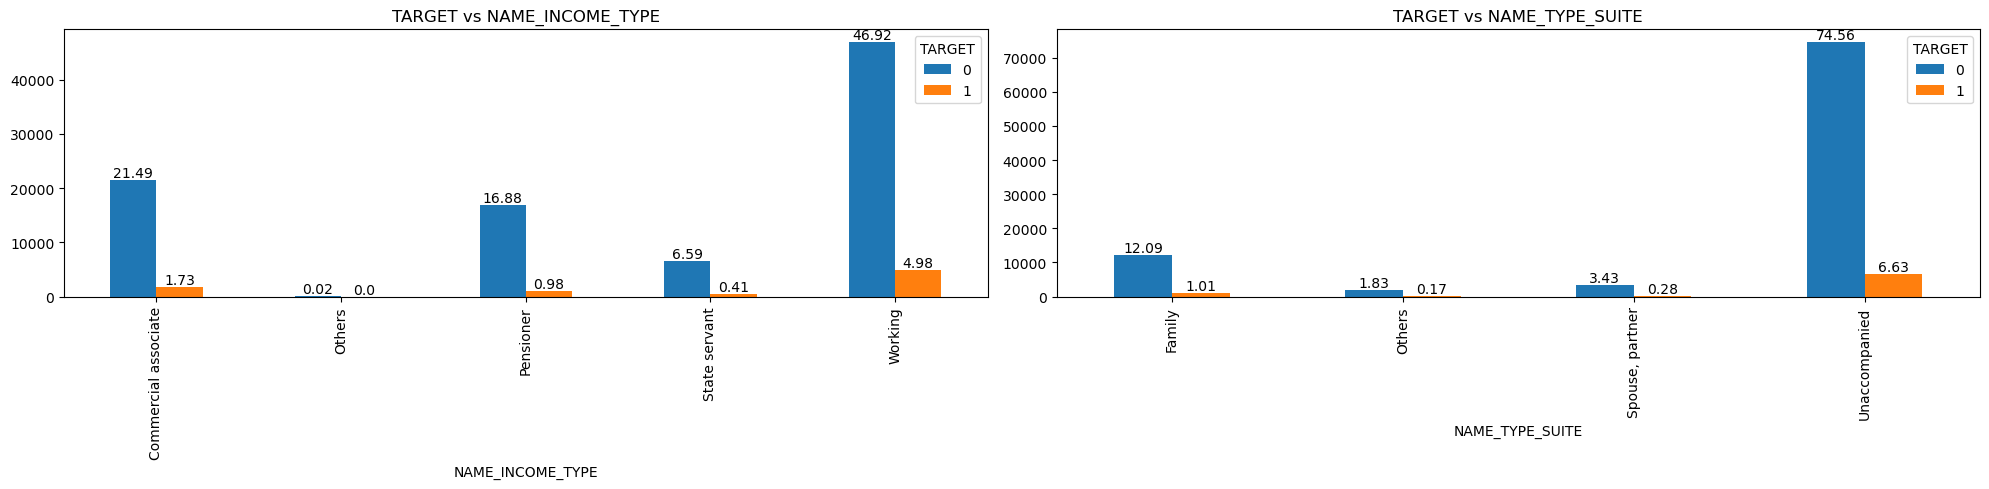 TARGET vs NAME_INCOME_TYPE
46.92
TARGET
0
1
40000
30000
21.49
20000
16.88
10000
6.59
4.98
1.73
0.98
0.41
0.02
0.0
0
Commercial associate
Others
Pensioner
State servant
Working
NAME_INCOME_TYPE
TARGET vs NAME_TYPE_SUITE
74.56
TARGET
0
1
70000
60000
50000
40000
30000
20000
12.09
10000
6.63
3.43
1.83
1.01
0.28
0.17
0
Family
Others
Spouse, partner
Unaccompanied
NAME_TYPE_SUITE